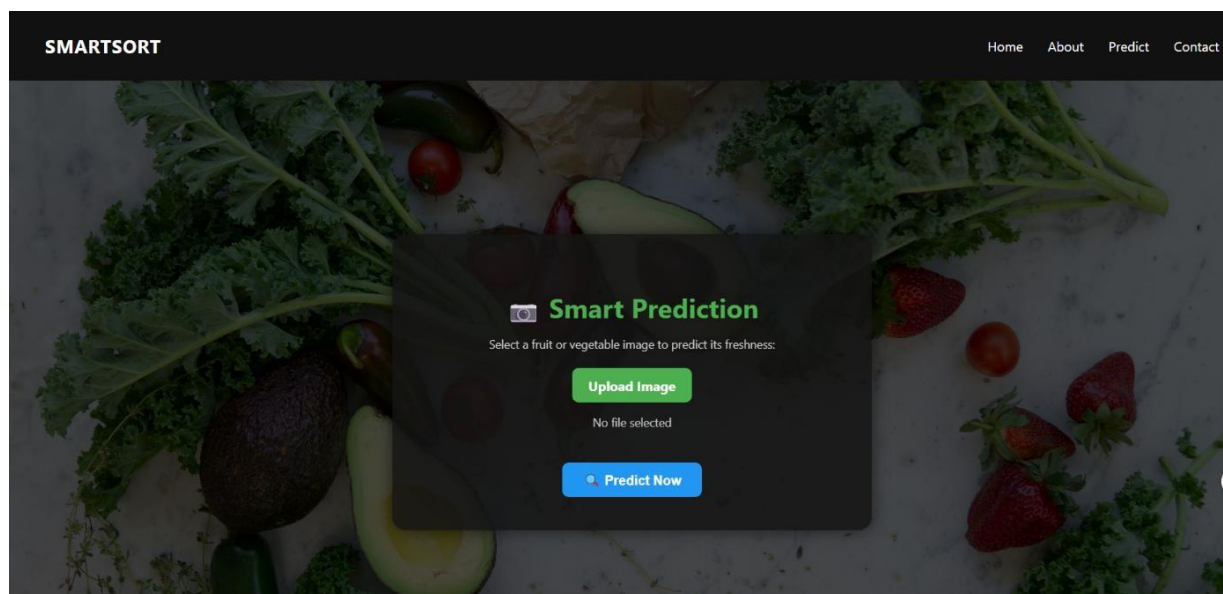 SMARTSORT
Home About Predict Contact
Smart Prediction
Select a fruit or vegetable image to predict its freshness:
Upload Image
No file selected
Predict Now